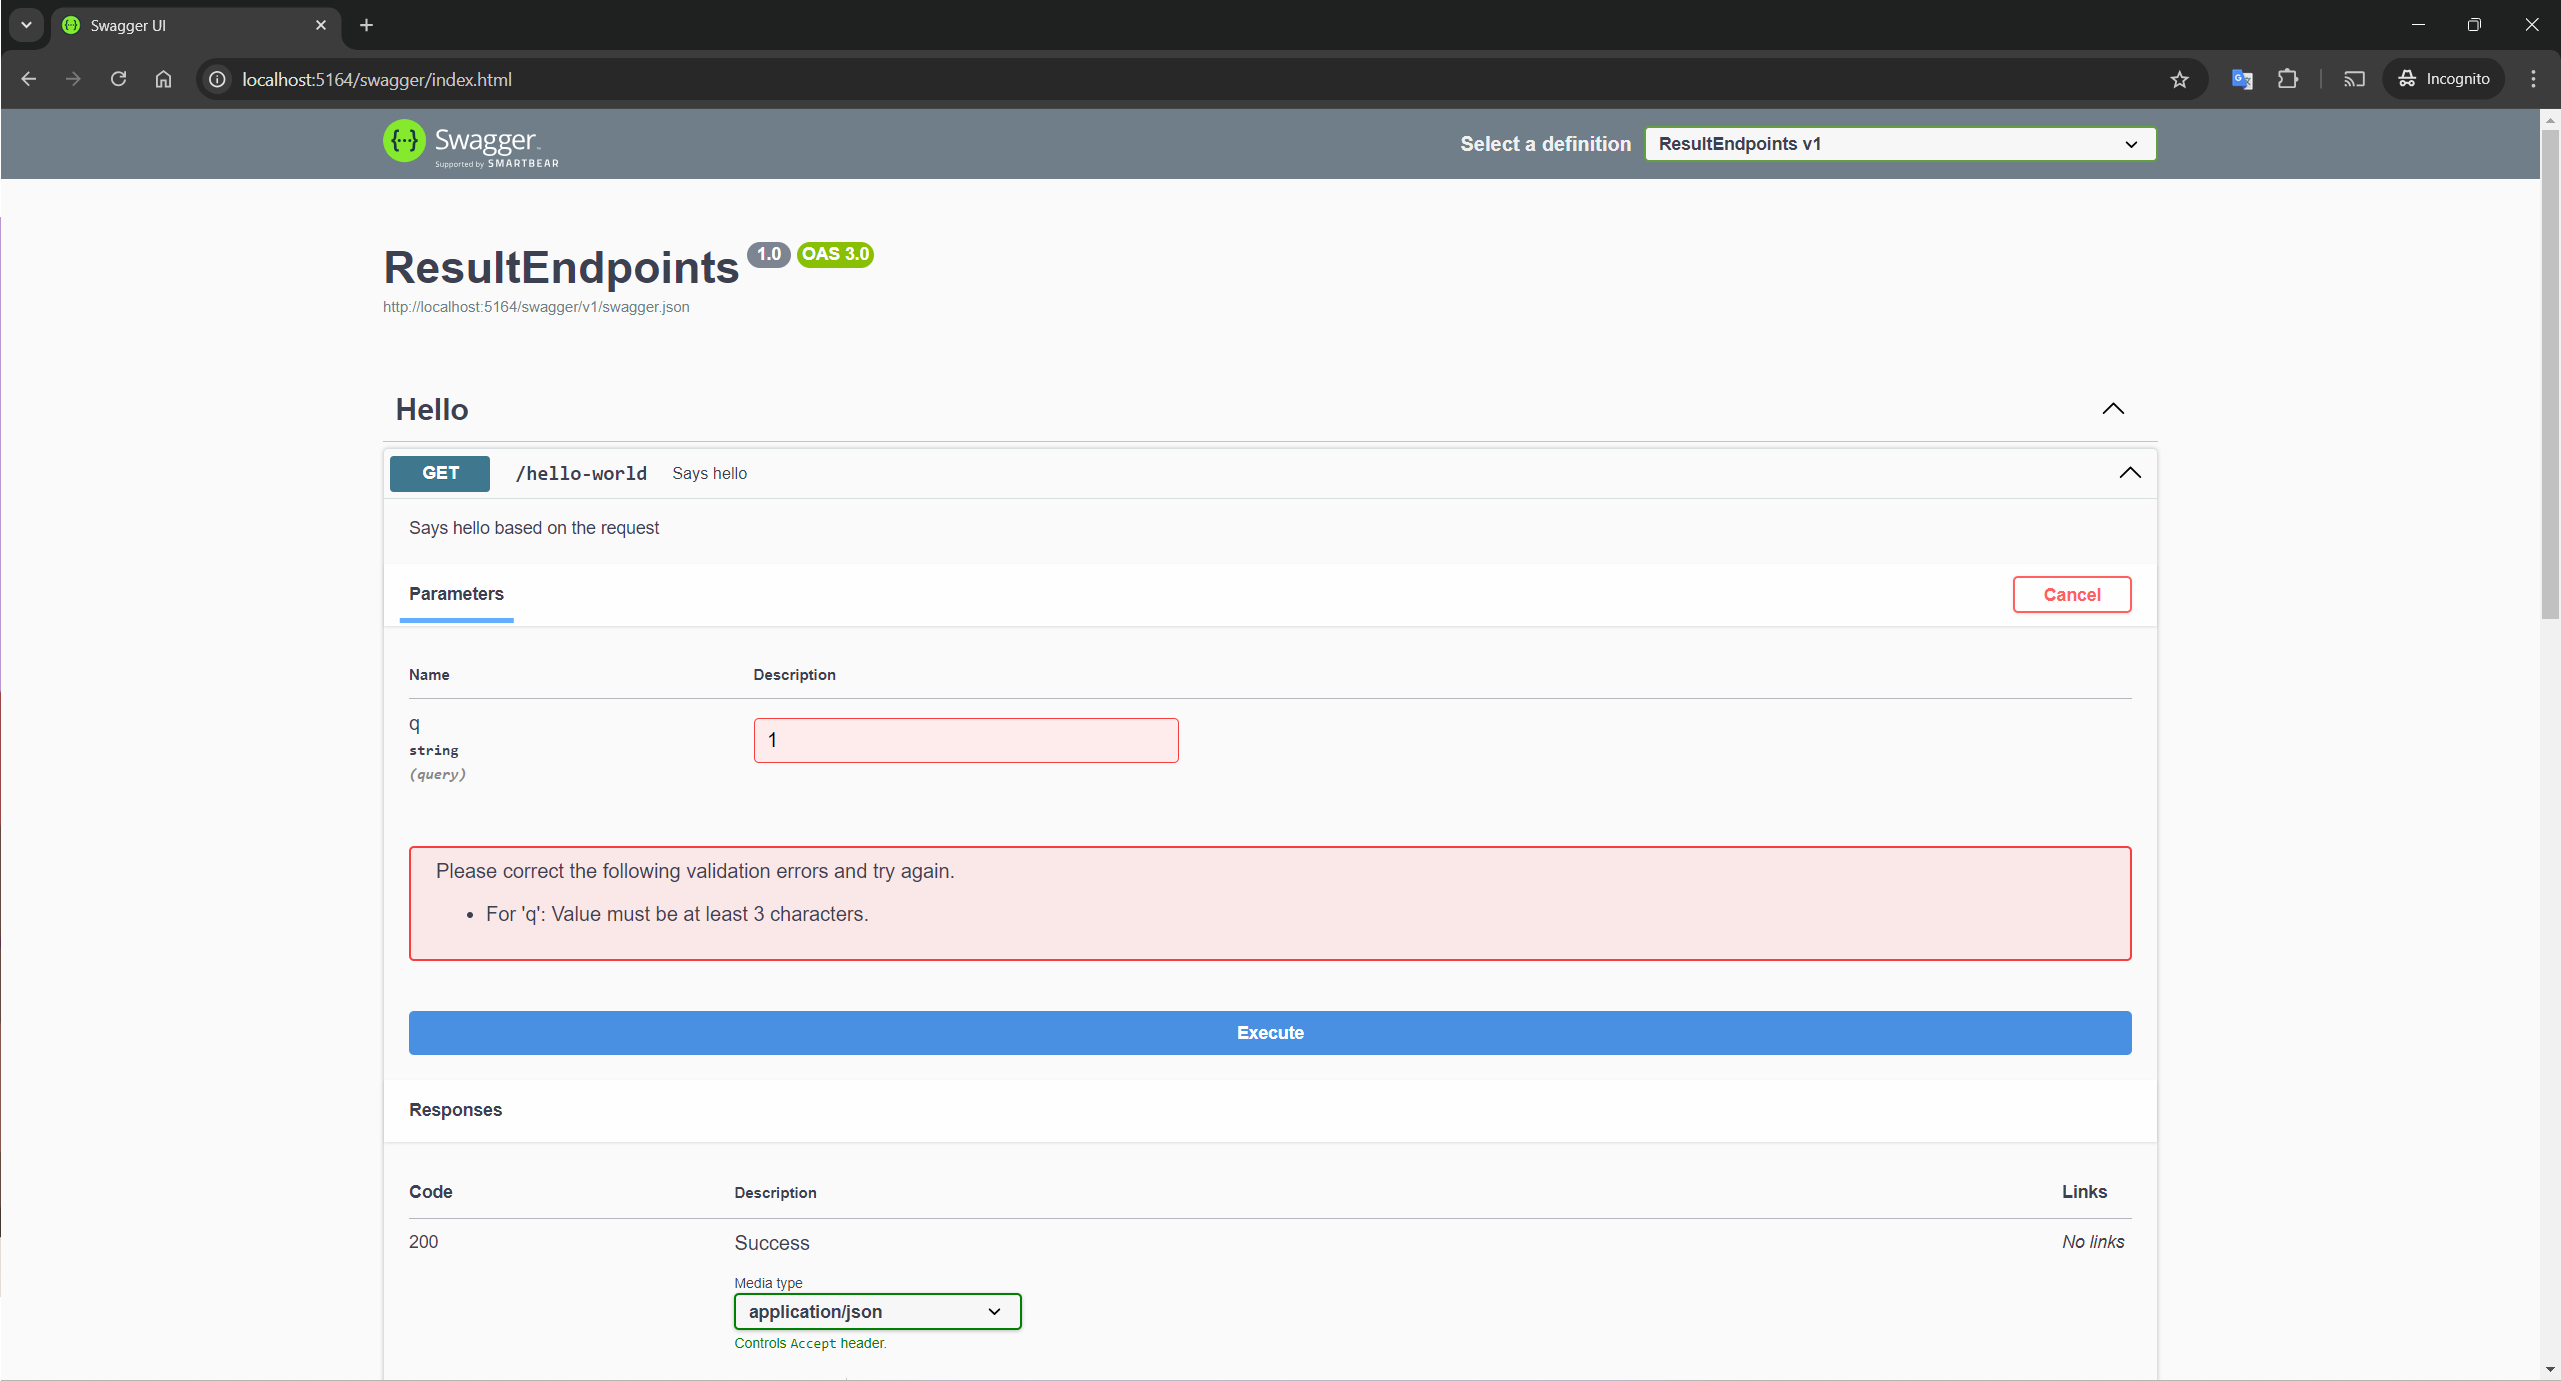 Swagger UI
localhost:5164/swagger/index.html
Incognito
Swagger
Supported by SMARTBEAR
Select a definition
ResultEndpoints v1
ResultEndpoints 1.0 OAS 3.0
http://localhost:5164/swagger/v1/swagger.json
Hello
GET /hello-world Says hello
Says hello based on the request
Parameters
Cancel
Name Description
q
string
(query)
1
Please correct the following validation errors and try again.
• For 'q': Value must be at least 3 characters.
Execute
Responses
Code Description Links
200 Success No links
Media type
application/json
Controls Accept header.